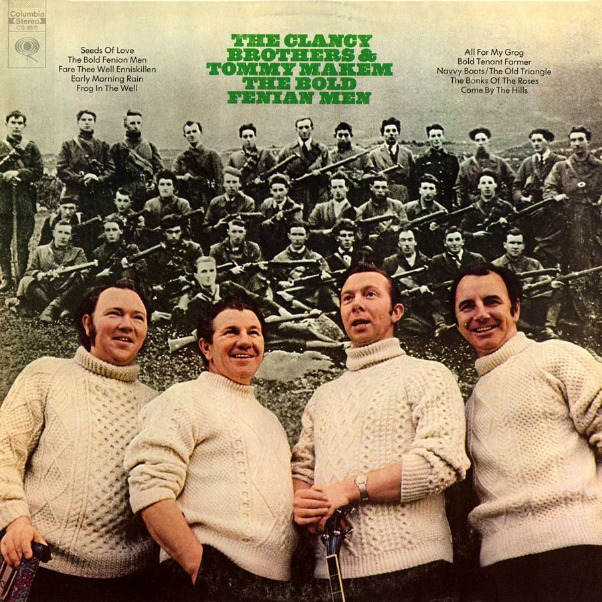 Columbia
Stereo
THE CLANCY
BROTHERS &
TOMMY MAKEM
THE BOLD
FENIAN MEN
Seeds Of Love
The Bold Fenian Men
Fare Thee Well Enniskillen
Early Morning Rain
Frog In The Well
All For My Grog
Bold Tenant Farmer
Navvy Boots/The Old Triangle
The Banks Of The Roses
Come By The Hills